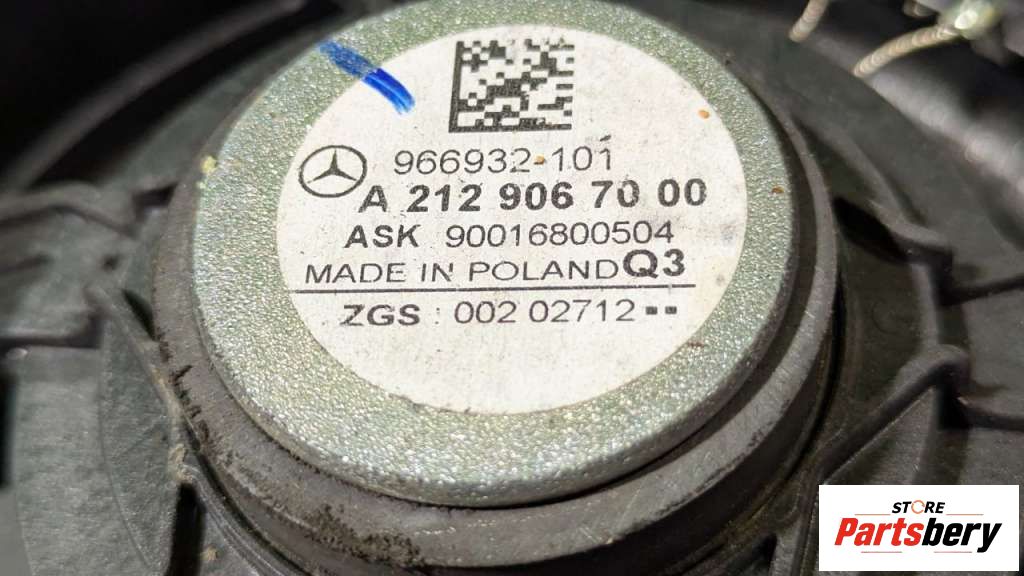 966932-101
A 212 906 70 00
ASK 90016800504
MADE IN POLAND Q3
ZGS : 002 02712 ▪▪
STORE
Partsbery